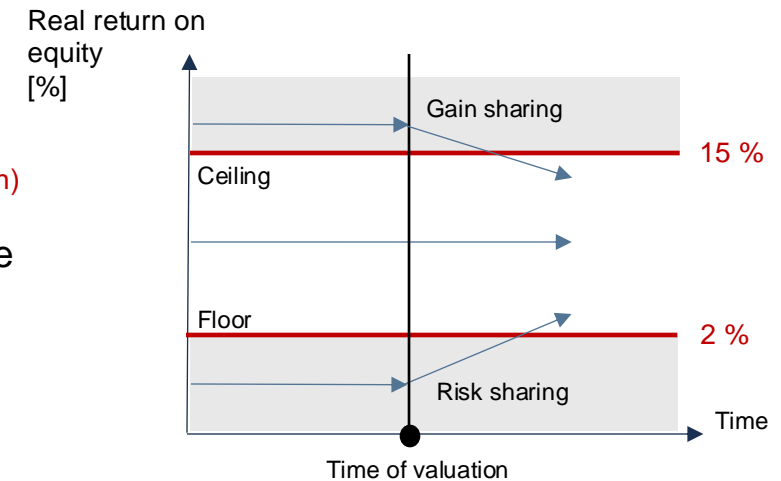 Real return on
equity
[%]
Gain sharing
15 %
Ceiling
Floor
2 %
Risk sharing
Time
Time of valuation